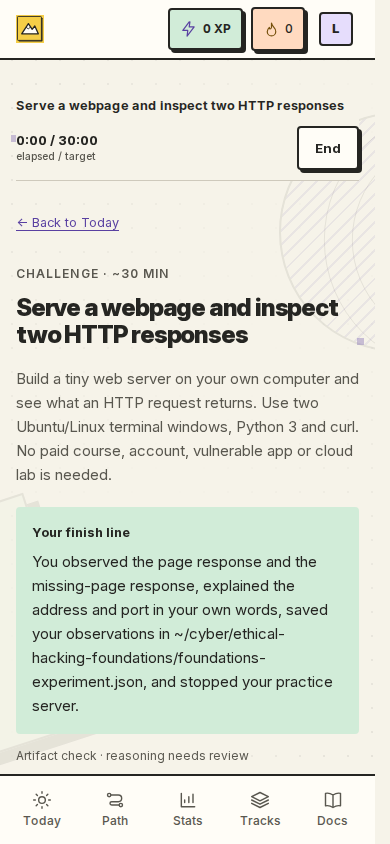 0 XP
0
L
Serve a webpage and inspect two HTTP responses
0:00 / 30:00
elapsed / target
End
← Back to Today
CHALLENGE · ~30 MIN
Serve a webpage and inspect
two HTTP responses
Build a tiny web server on your own computer and
see what an HTTP request returns. Use two
Ubuntu/Linux terminal windows, Python 3 and curl.
No paid course, account, vulnerable app or cloud
lab is needed.
Your finish line
You observed the page response and the
missing-page response, explained the
address and port in your own words, saved
your observations in ~/cyber/ethical-
hacking-foundations/foundations-
experiment.json, and stopped your practice
server.
Artifact check · reasoning needs review
Today
Path
Stats
Tracks
Docs